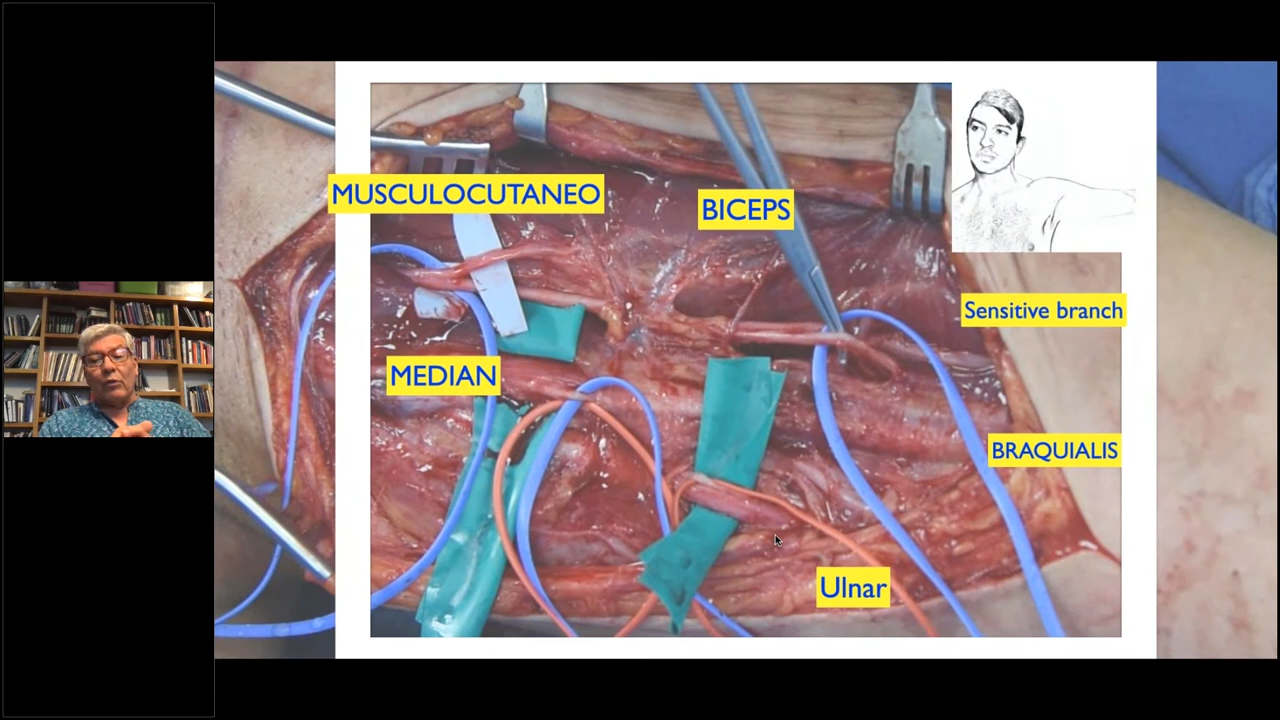 MUSCULOCUTANEO
BICEPS
Sensitive branch
MEDIAN
BRAQUIALIS
Ulnar